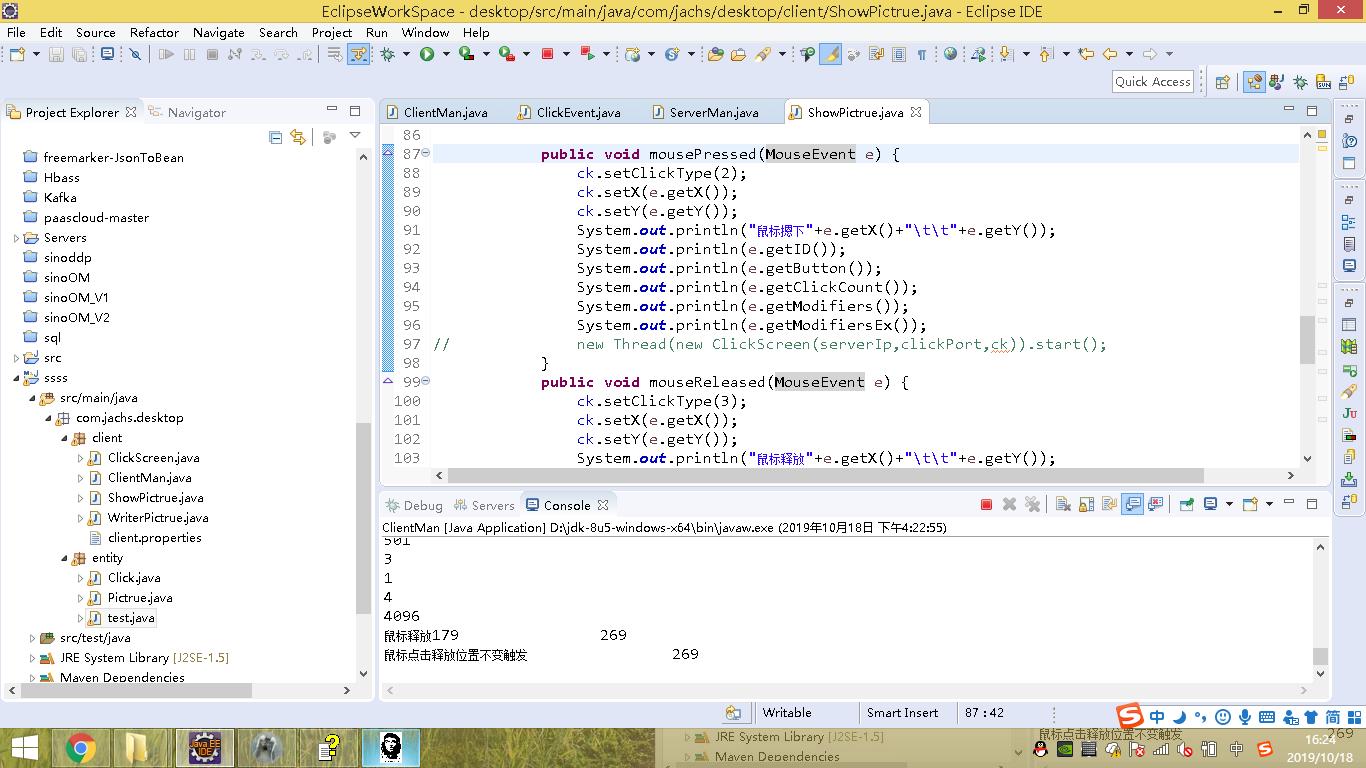 EclipseWorkSpace - desktop/src/main/java/com/jachs/desktop/client/ShowPictrue.java - Eclipse IDE
File Edit Source Refactor Navigate Search Project Run Window Help
Quick Access
Project Explorer Navigator
freemarker-JsonToBean
Hbass
Kafka
paascloud-master
Servers
sinoddp
sinoOM
sinoOM_V1
sinoOM_V2
sql
src
ssss
src/main/java
com.jachs.desktop
client
ClickScreen.java
ClientMan.java
ShowPictrue.java
WriterPictrue.java
client.properties
entity
Click.java
Pictrue.java
test.java
src/test/java
JRE System Library [J2SE-1.5]
Maven Dependencies
ClientMan.java ClickEvent.java ServerMan.java ShowPictrue.java
86
87 public void mousePressed(MouseEvent e) {
88 ck.setClickType(2);
89 ck.setX(e.getX());
90 ck.setY(e.getY());
91 System.out.println("鼠标摁下"+e.getX()+"\t\t"+e.getY());
92 System.out.println(e.getID());
93 System.out.println(e.getButton());
94 System.out.println(e.getClickCount());
95 System.out.println(e.getModifiers());
96 System.out.println(e.getModifiersEx());
97 // new Thread(new ClickScreen(serverIp,clickPort,ck)).start();
98 }
99 public void mouseReleased(MouseEvent e) {
100 ck.setClickType(3);
101 ck.setX(e.getX());
102 ck.setY(e.getY());
103 System.out.println("鼠标释放"+e.getX()+"\t\t"+e.getY());
Debug Servers Console
ClientMan [Java Application] D:\jdk-8u5-windows-x64\bin\javaw.exe (2019年10月18日 下午4:22:55)
501
3
1
4
4096
鼠标释放179 269
鼠标点击释放位置不变触发 269
Writable Smart Insert 87 : 42
中 简
JRE System Library [J2SE-1.5]
Maven Dependencies
鼠标点击释放位置不变触发 269
Java EE IDE
中
16:24
2019/10/18